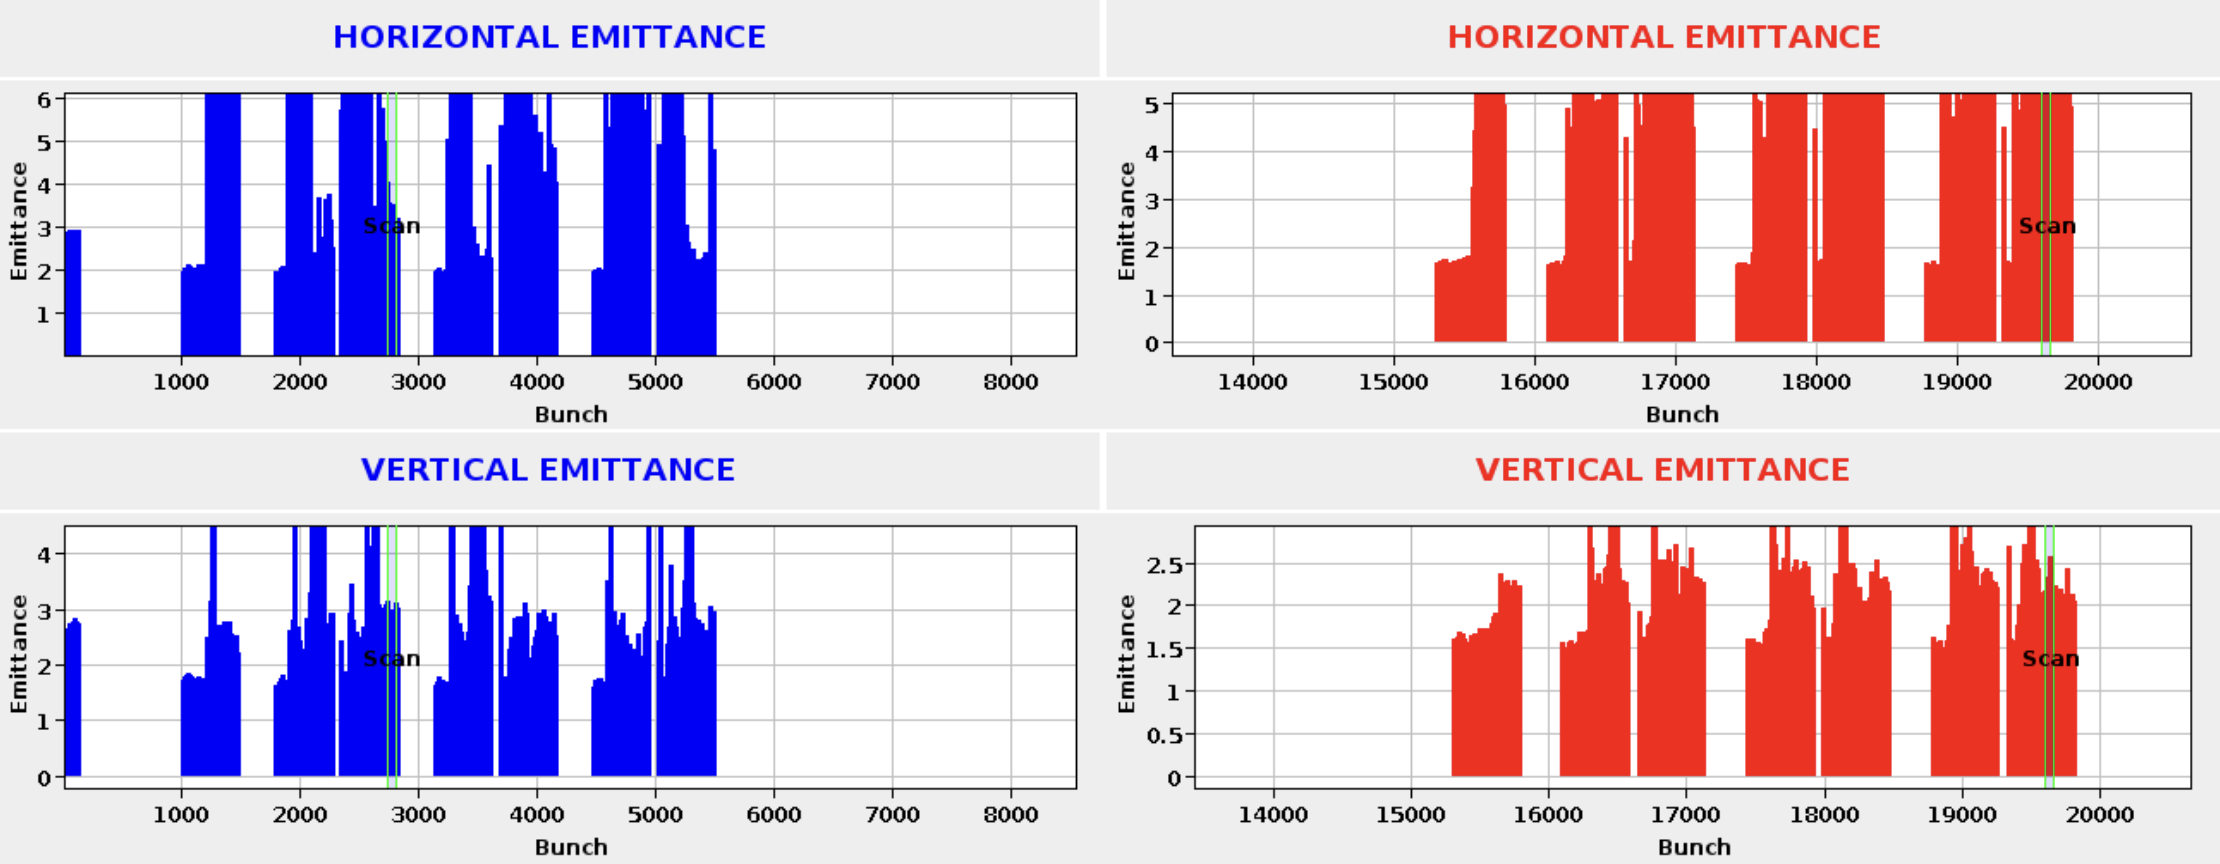 HORIZONTAL EMITTANCE
6
5
4
3
2
1
Emittance
Scan
1000 2000 3000 4000 5000 6000 7000 8000
Bunch
HORIZONTAL EMITTANCE
5
4
3
2
1
0
Emittance
Scan
14000 15000 16000 17000 18000 19000 20000
Bunch
VERTICAL EMITTANCE
4
3
2
1
0
Emittance
Scan
1000 2000 3000 4000 5000 6000 7000 8000
Bunch
VERTICAL EMITTANCE
2.5
2
1.5
1
0.5
0
Emittance
Scan
14000 15000 16000 17000 18000 19000 20000
Bunch